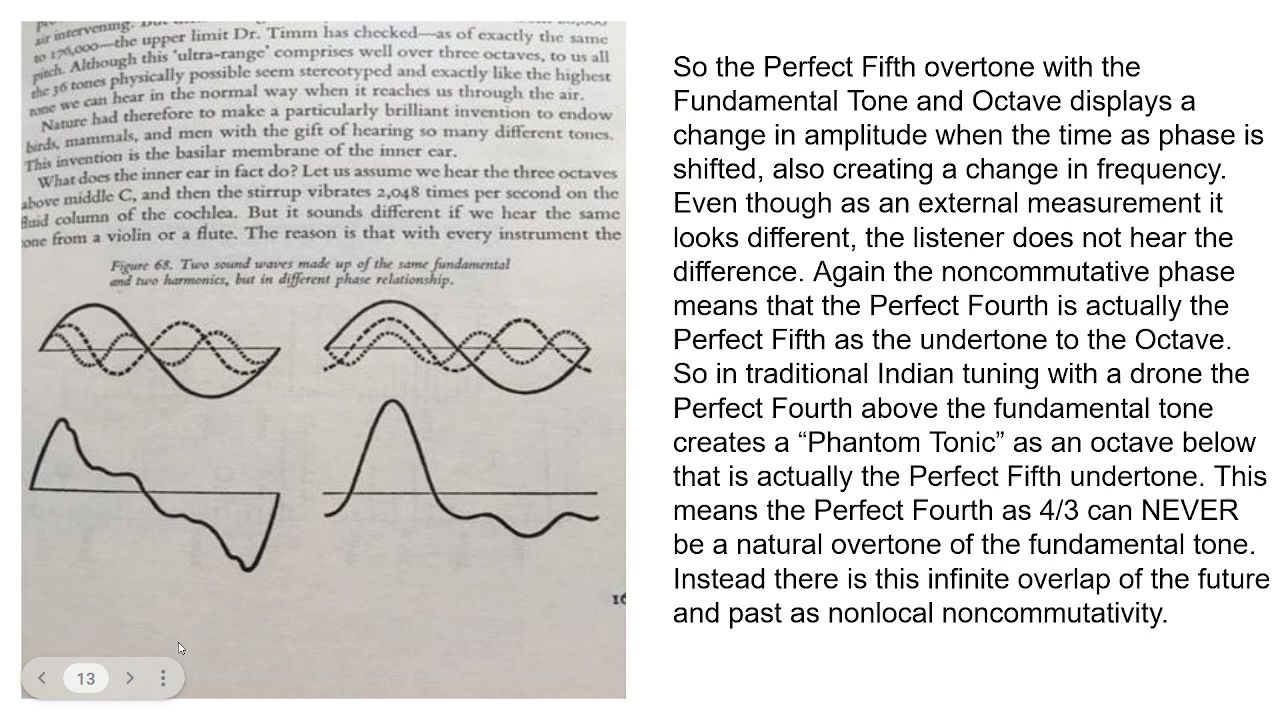 air intervening.
to 176,000—the upper limit Dr. Timm has checked—as of exactly the same
pitch. Although this ‘ultra-range’ comprises well over three octaves, to us all
the 36 tones physically possible seem stereotyped and exactly like the highest
tone we can hear in the normal way when it reaches us through the air.
Nature had therefore to make a particularly brilliant invention to endow
birds, mammals, and men with the gift of hearing so many different tones.
This invention is the basilar membrane of the inner ear.
What does the inner ear in fact do? Let us assume we hear the three octaves
above middle C, and then the stirrup vibrates 2,048 times per second on the
fluid column of the cochlea. But it sounds different if we hear the same
one from a violin or a flute. The reason is that with every instrument the
Figure 68. Two sound waves made up of the same fundamental
and two harmonics, but in different phase relationship.
13
So the Perfect Fifth overtone with the
Fundamental Tone and Octave displays a
change in amplitude when the time as phase is
shifted, also creating a change in frequency.
Even though as an external measurement it
looks different, the listener does not hear the
difference. Again the noncommutative phase
means that the Perfect Fourth is actually the
Perfect Fifth as the undertone to the Octave.
So in traditional Indian tuning with a drone the
Perfect Fourth above the fundamental tone
creates a “Phantom Tonic” as an octave below
that is actually the Perfect Fifth undertone. This
means the Perfect Fourth as 4/3 can NEVER
be a natural overtone of the fundamental tone.
Instead there is this infinite overlap of the future
and past as nonlocal noncommutativity.